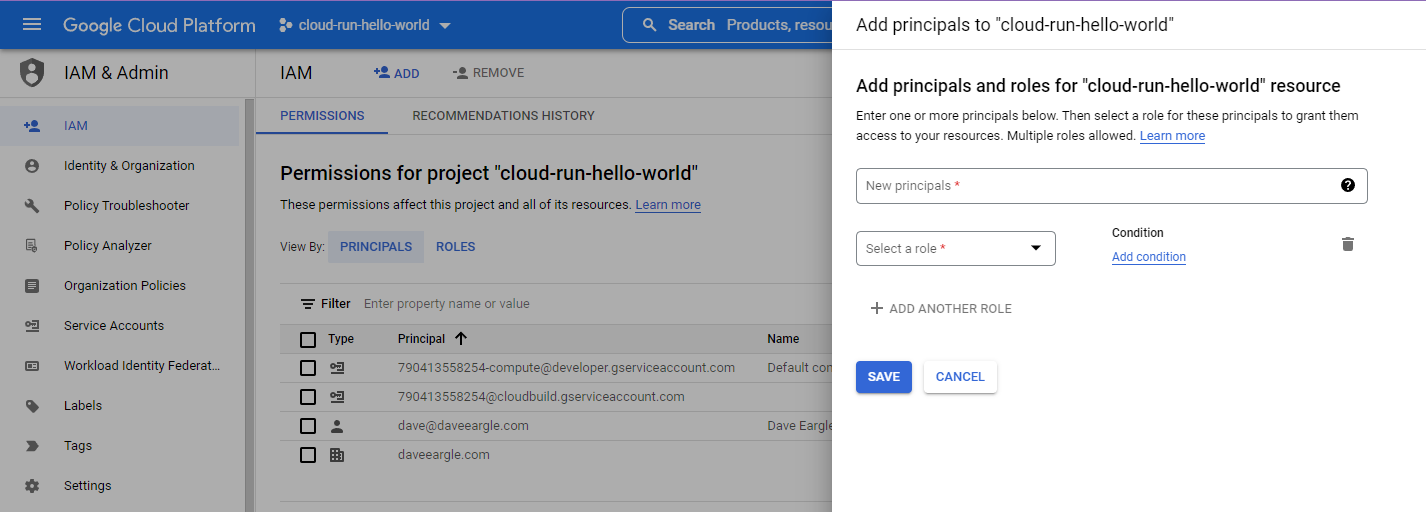 Google Cloud Platform
cloud-run-hello-world
Search Products, resou
IAM & Admin
IAM
Identity & Organization
Policy Troubleshooter
Policy Analyzer
Organization Policies
Service Accounts
Workload Identity Federat...
Labels
Tags
Settings
IAM
ADD
REMOVE
PERMISSIONS
RECOMMENDATIONS HISTORY
Permissions for project "cloud-run-hello-world"
These permissions affect this project and all of its resources. Learn more
View By: PRINCIPALS ROLES
Filter Enter property name or value
Type Principal Name
790413558254-compute@developer.gserviceaccount.com Default con
790413558254@cloudbuild.gserviceaccount.com
dave@daveeargle.com Dave Eargle
daveeargle.com
Add principals to "cloud-run-hello-world"
Add principals and roles for "cloud-run-hello-world" resource
Enter one or more principals below. Then select a role for these principals to grant them
access to your resources. Multiple roles allowed. Learn more
New principals *
Select a role *
Condition
Add condition
ADD ANOTHER ROLE
SAVE
CANCEL